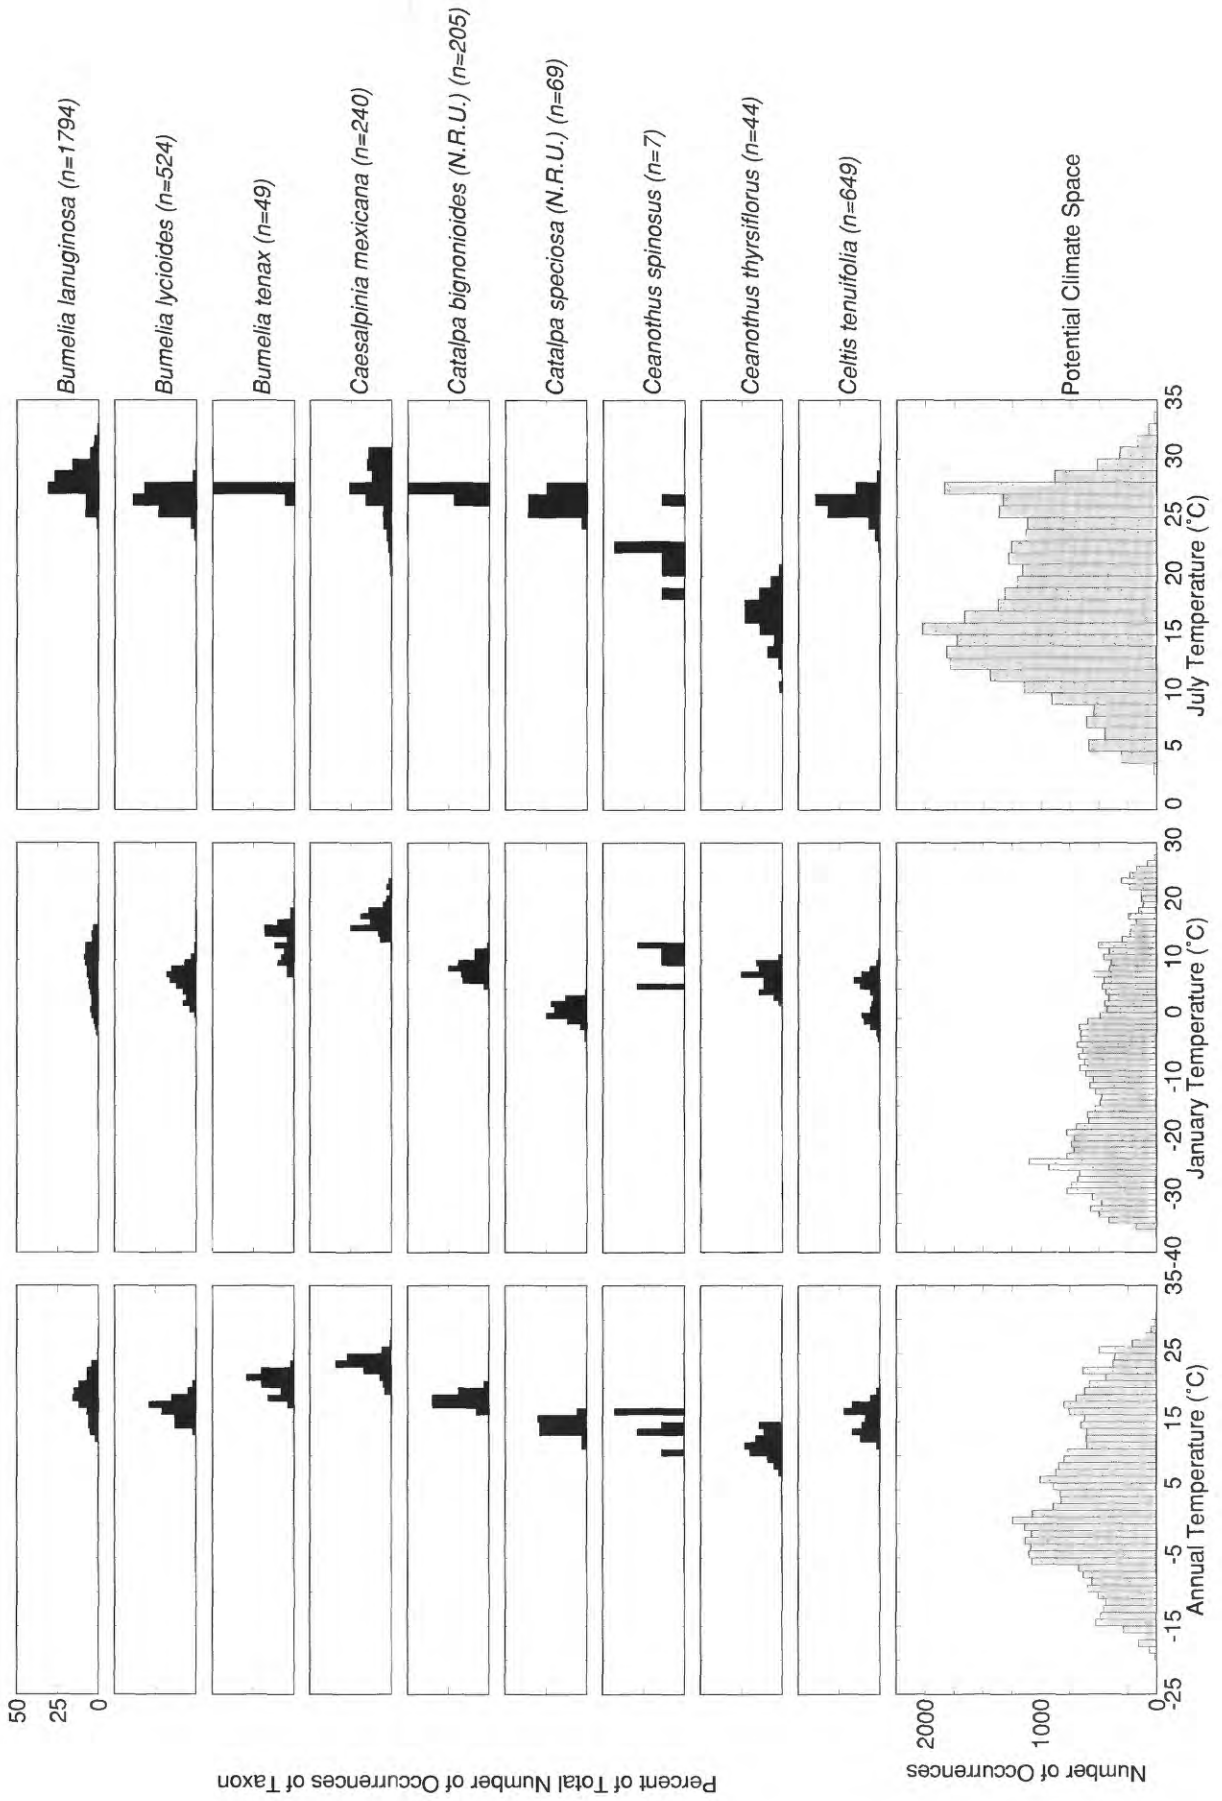 Percent of Total Number of Occurrences of Taxon
50
25
0
Bumelia lanuginosa (n=1794)
Bumelia lycioides (n=524)
Bumelia tenax (n=49)
Caesalpinia mexicana (n=240)
Catalpa bignonioides (N.R.U.) (n=205)
Catalpa speciosa (N.R.U.) (n=69)
Ceanothus spinosus (n=7)
Ceanothus thyrsiflorus (n=44)
Celtis tenuifolia (n=649)
Potential Climate Space
Number of Occurrences
2000
1000
0
-25 -15 -5 5 15 25 35
Annual Temperature (°C)
-40 -30 -20 -10 0 10 20 30
January Temperature (°C)
0 5 10 15 20 25 30 35
July Temperature (°C)